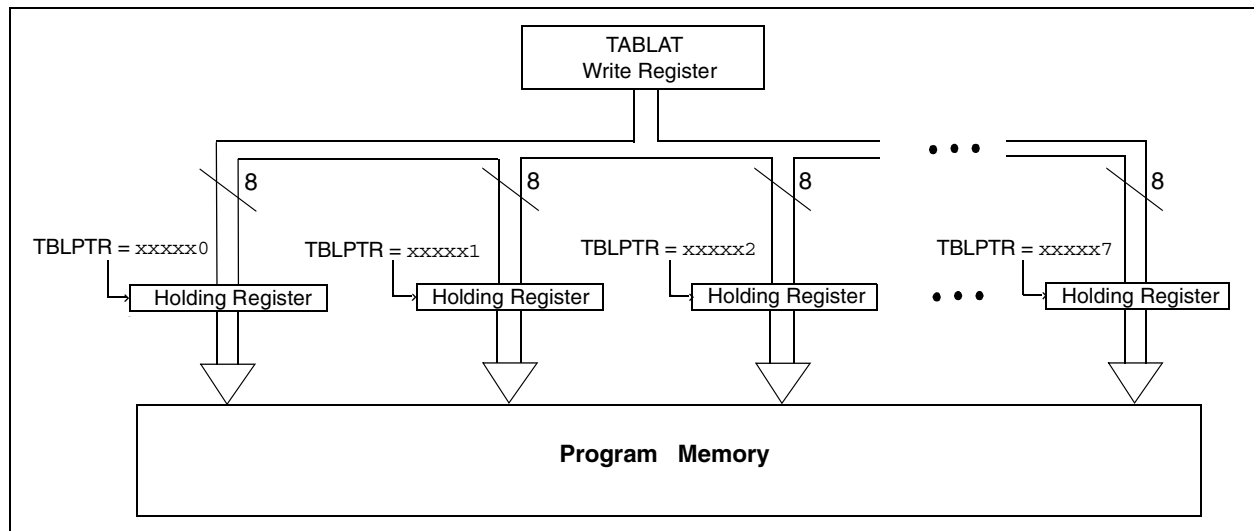 TABLAT
Write Register
• • •
8
8
8
8
TBLPTR = xxxxx0
TBLPTR = xxxxx1
TBLPTR = xxxxx2
TBLPTR = xxxxx7
Holding Register
Holding Register
Holding Register
• • •
Holding Register
Program Memory